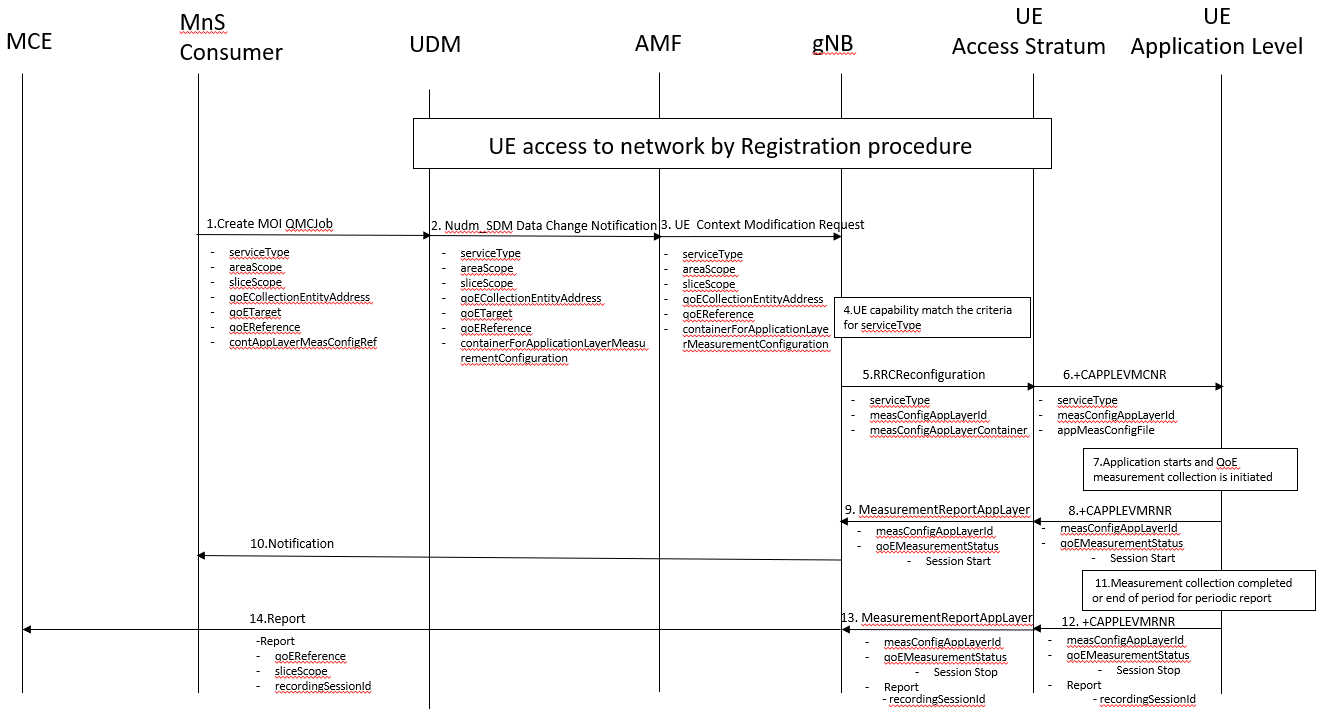 MCE
MnS
Consumer
UDM
AMF
gNB
UE
Access Stratum
UE
Application Level
UE access to network by Registration procedure
1.Create MOI QMCJob
- serviceType
- areaScope
- sliceScope
- qoECollectionEntityAddress
- qoETarget
- qoEReference
- contAppLayerMeasConfigRef
2. Nudm_SDM Data Change Notification
- serviceType
- areaScope
- sliceScope
- qoECollectionEntityAddress
- qoETarget
- qoEReference
- containerForApplicationLayerMeasu
rementConfiguration
3. UE Context Modification Request
- serviceType
- areaScope
- sliceScope
- qoECollectionEntityAddress
- qoEReference
- containerForApplicationLaye
rMeasurementConfiguration
4.UE capability match the criteria
for serviceType
5.RRCReconfiguration
- serviceType
- measConfigAppLayerId
- measConfigAppLayerContainer
6.+CAPPLEVMCNR
- serviceType
- measConfigAppLayerId
- appMeasConfigFile
7.Application starts and QoE
measurement collection is initiated
8.+CAPPLEVMRNR
- measConfigAppLayerId
- qoEMeasurementStatus
- Session Start
9. MeasurementReportAppLayer
- measConfigAppLayerId
- qoEMeasurementStatus
- Session Start
10.Notification
11.Measurement collection completed
or end of period for periodic report
12. +CAPPLEVMRNR
- measConfigAppLayerId
- qoEMeasurementStatus
- Session Stop
- Report
- recordingSessionId
13. MeasurementReportAppLayer
- measConfigAppLayerId
- qoEMeasurementStatus
- Session Stop
- Report
- recordingSessionId
14.Report
-Report
- qoEReference
- sliceScope
- recordingSessionId